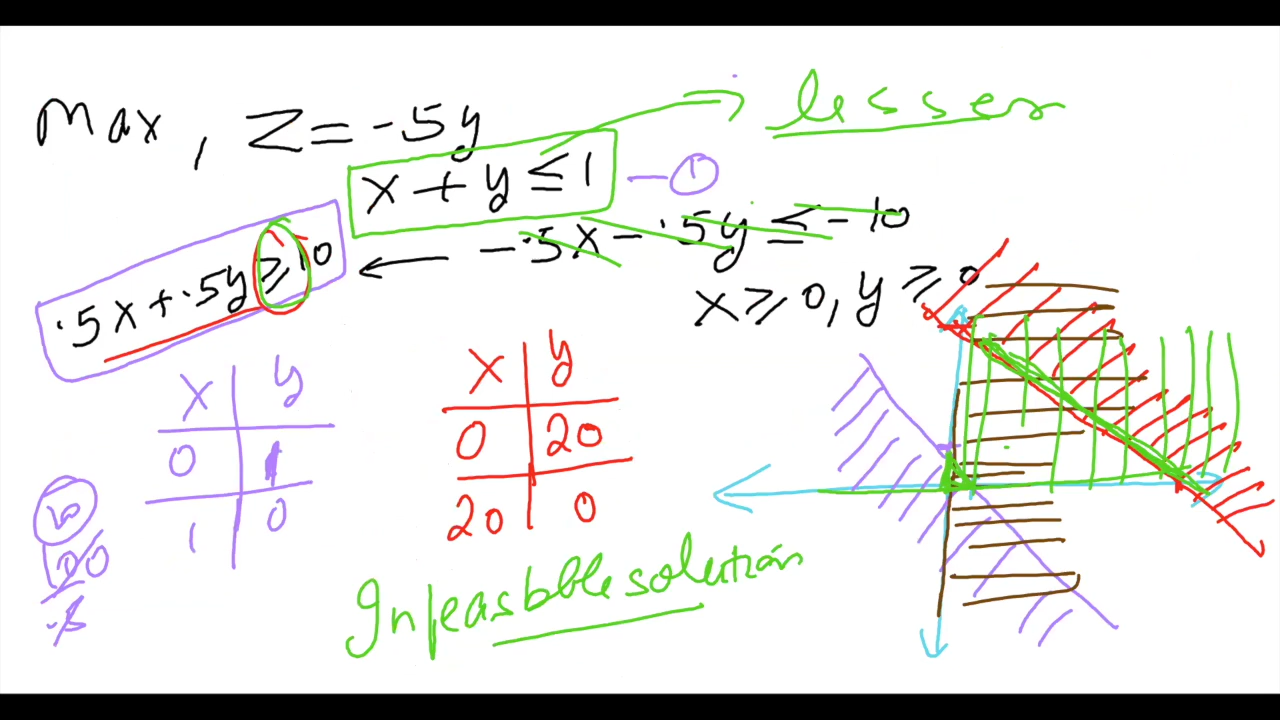 Max, Z = -5y
lesser
x + y ≤ 1 — ①
-.5x - .5y ≤ -10
.5x + .5y ≥ 10
x ≥ 0, y ≥ 0
x y
0 1
1 0
x y
0 20
20 0
Infeasible solution